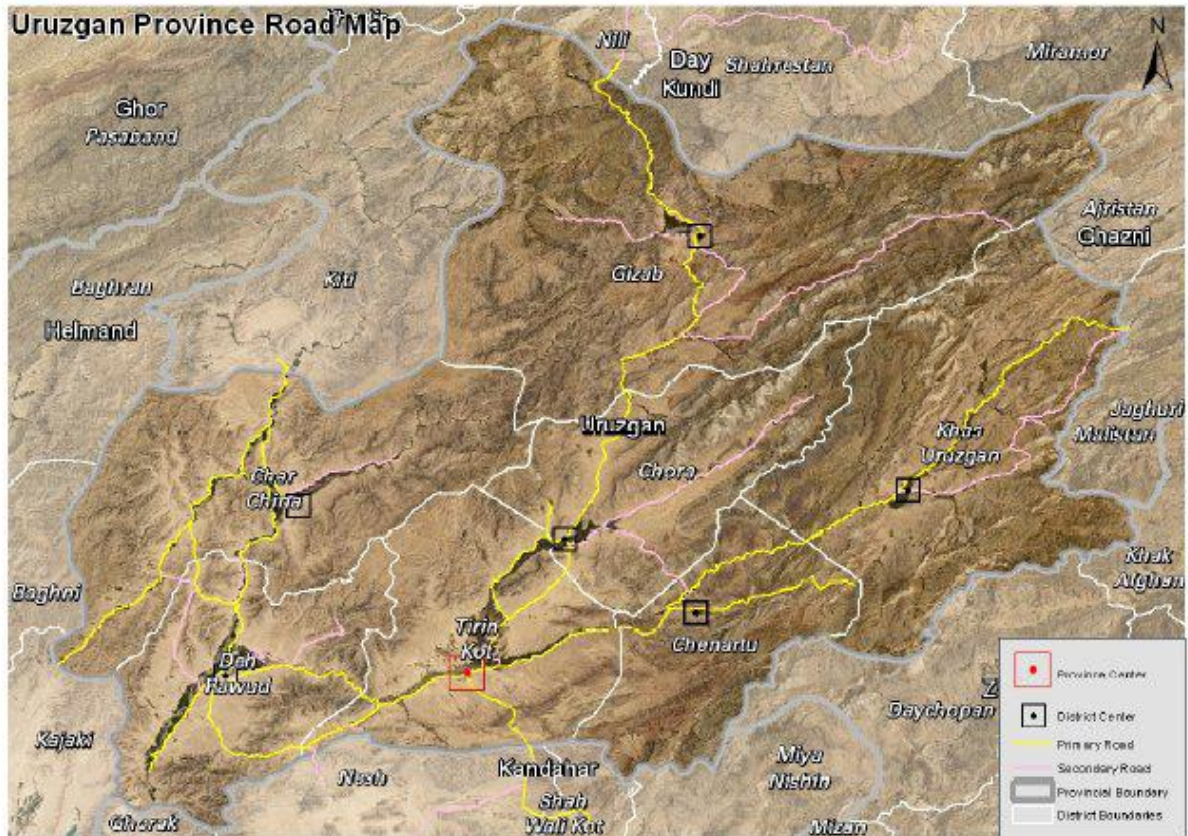 Uruzgan Province Road Map
N
Nili
Day
Kundi
Shahrestan
Miramor
Ghor
Pasaband
Ajristan
Ghazni
Gizab
Kiti
Baghran
Helmand
Uruzgan
Jaghuri
Malistan
Khas
Uruzgan
Char
China
Chora
Baghni
Khak
Afghan
Tirin
Kot
Chenartu
Deh
Rawud
Province Center
Daychopan
District Center
Kajaki
Primary Road
Nesh
Kandahar
Miya
Nishin
Secondary Road
Provincial Boundary
Shah
Wali Kot
Ghorak
Mizan
District Boundaries